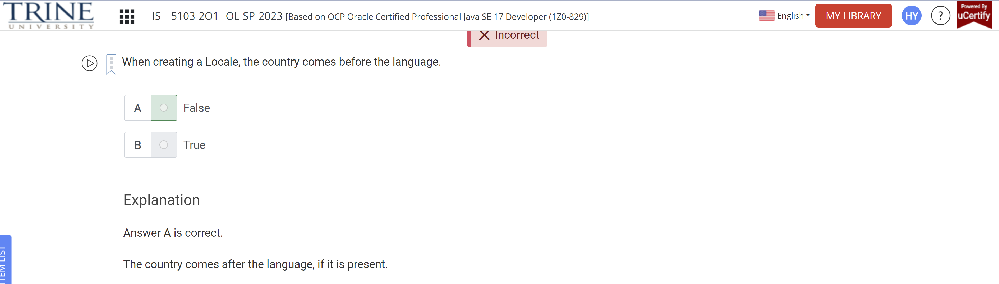 TRINE
UNIVERSITY
IS---5103-2O1--OL-SP-2023 [Based on OCP Oracle Certified Professional Java SE 17 Developer (1Z0-829)]
English
MY LIBRARY
HY
?
Powered By
uCertify
Incorrect
When creating a Locale, the country comes before the language.
A False
B True
Explanation
Answer A is correct.
The country comes after the language, if it is present.
ITEM LIST